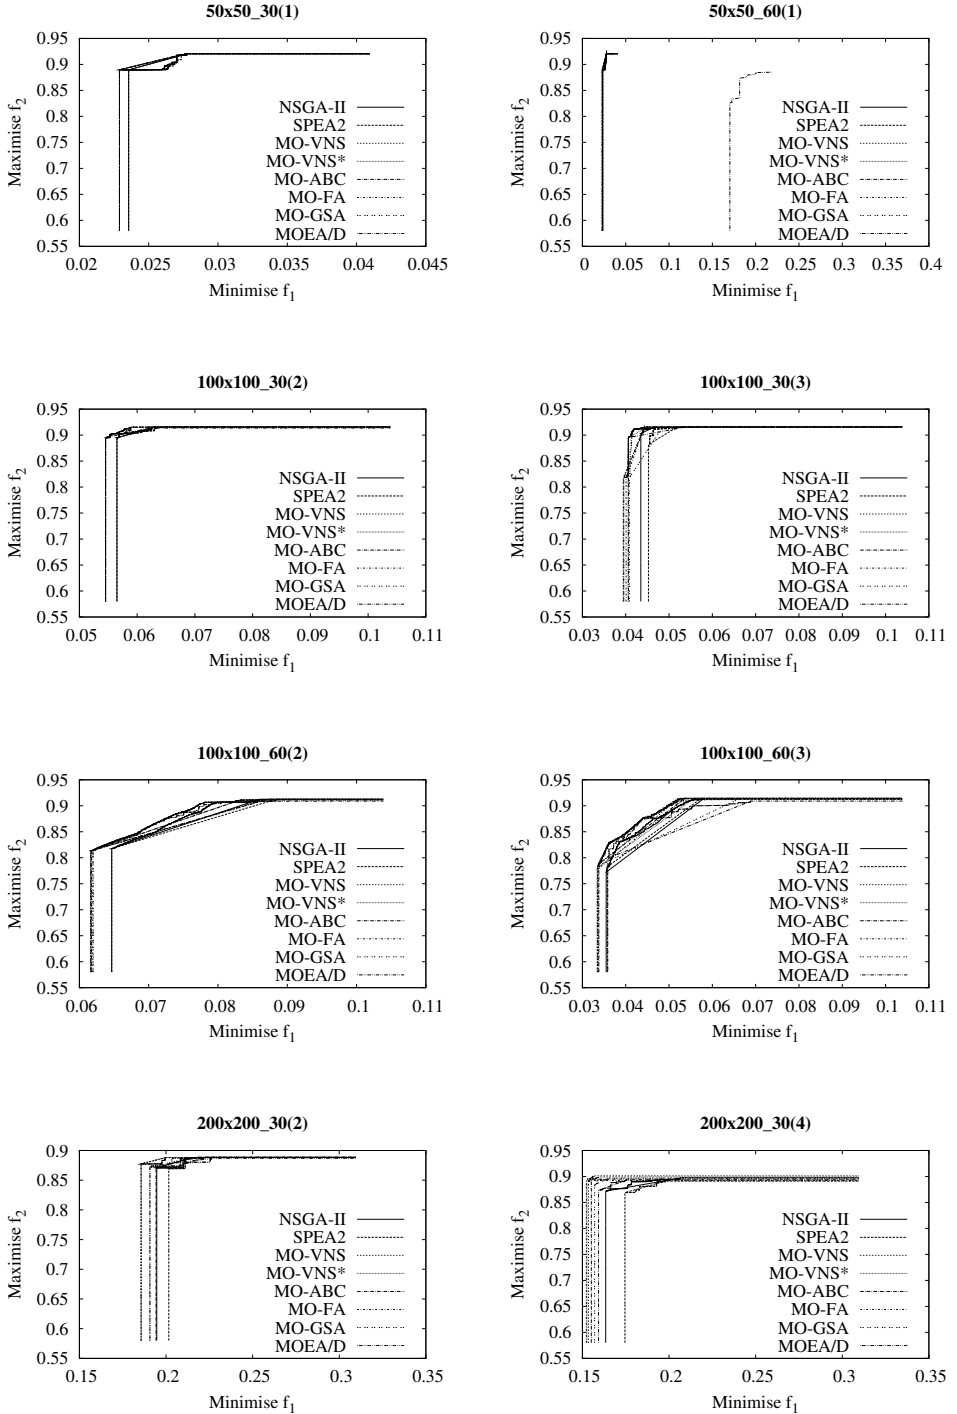 50x50_30(1)
0.95
0.9
0.85
0.8
0.75
0.7
0.65
0.6
0.55
Maximise f2
NSGA-II
SPEA2
MO-VNS
MO-VNS*
MO-ABC
MO-FA
MO-GSA
MOEA/D
0.02 0.025 0.03 0.035 0.04 0.045
Minimise f1
50x50_60(1)
0.95
0.9
0.85
0.8
0.75
0.7
0.65
0.6
0.55
Maximise f2
NSGA-II
SPEA2
MO-VNS
MO-VNS*
MO-ABC
MO-FA
MO-GSA
MOEA/D
0 0.05 0.1 0.15 0.2 0.25 0.3 0.35 0.4
Minimise f1
100x100_30(2)
0.95
0.9
0.85
0.8
0.75
0.7
0.65
0.6
0.55
Maximise f2
NSGA-II
SPEA2
MO-VNS
MO-VNS*
MO-ABC
MO-FA
MO-GSA
MOEA/D
0.05 0.06 0.07 0.08 0.09 0.1 0.11
Minimise f1
100x100_30(3)
0.95
0.9
0.85
0.8
0.75
0.7
0.65
0.6
0.55
Maximise f2
NSGA-II
SPEA2
MO-VNS
MO-VNS*
MO-ABC
MO-FA
MO-GSA
MOEA/D
0.03 0.04 0.05 0.06 0.07 0.08 0.09 0.1 0.11
Minimise f1
100x100_60(2)
0.95
0.9
0.85
0.8
0.75
0.7
0.65
0.6
0.55
Maximise f2
NSGA-II
SPEA2
MO-VNS
MO-VNS*
MO-ABC
MO-FA
MO-GSA
MOEA/D
0.06 0.07 0.08 0.09 0.1 0.11
Minimise f1
100x100_60(3)
0.95
0.9
0.85
0.8
0.75
0.7
0.65
0.6
0.55
Maximise f2
NSGA-II
SPEA2
MO-VNS
MO-VNS*
MO-ABC
MO-FA
MO-GSA
MOEA/D
0.03 0.04 0.05 0.06 0.07 0.08 0.09 0.1 0.11
Minimise f1
200x200_30(2)
0.9
0.85
0.8
0.75
0.7
0.65
0.6
0.55
Maximise f2
NSGA-II
SPEA2
MO-VNS
MO-VNS*
MO-ABC
MO-FA
MO-GSA
MOEA/D
0.15 0.2 0.25 0.3 0.35
Minimise f1
200x200_30(4)
0.95
0.9
0.85
0.8
0.75
0.7
0.65
0.6
0.55
Maximise f2
NSGA-II
SPEA2
MO-VNS
MO-VNS*
MO-ABC
MO-FA
MO-GSA
MOEA/D
0.15 0.2 0.25 0.3 0.35
Minimise f1